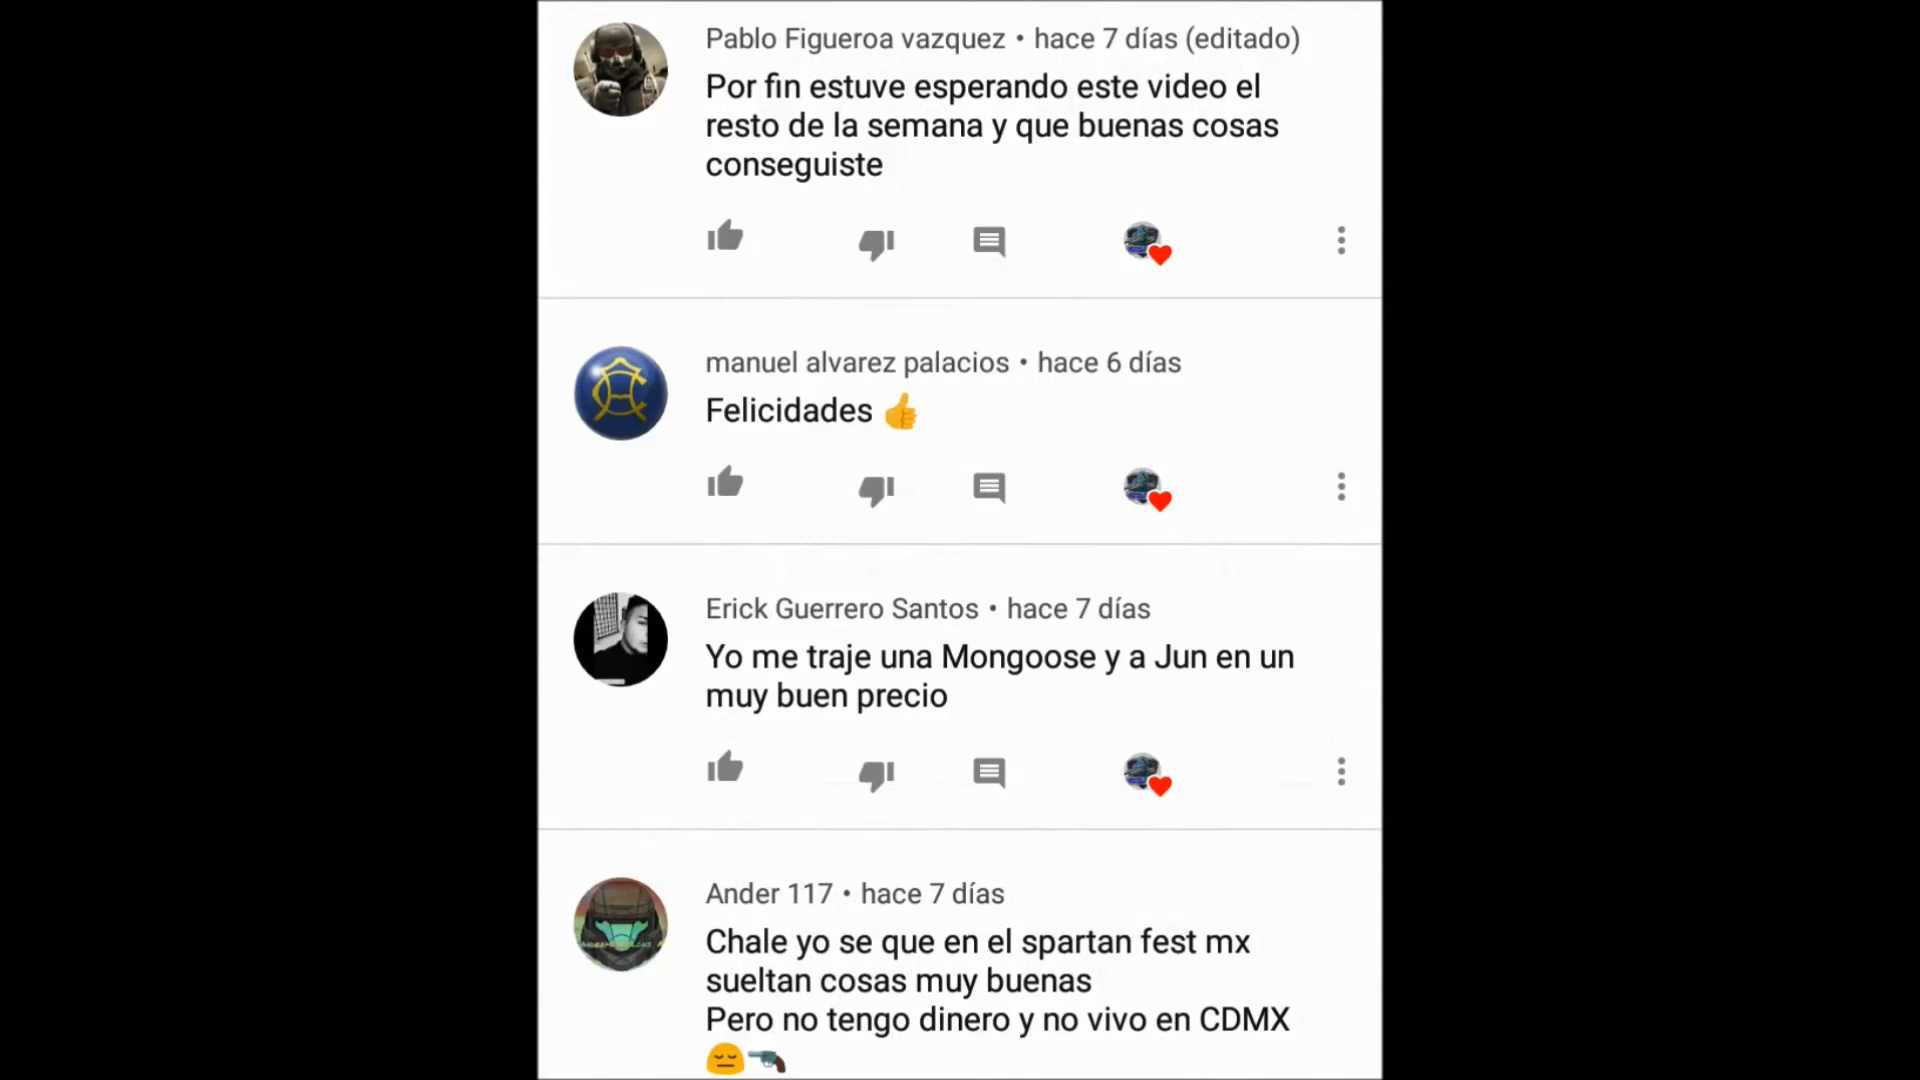 Pablo Figueroa vazquez • hace 7 días (editado)
Por fin estuve esperando este video el
resto de la semana y que buenas cosas
conseguiste
manuel alvarez palacios • hace 6 días
Felicidades 👍
Erick Guerrero Santos • hace 7 días
Yo me traje una Mongoose y a Jun en un
muy buen precio
Ander 117 • hace 7 días
Chale yo se que en el spartan fest mx
sueltan cosas muy buenas
Pero no tengo dinero y no vivo en CDMX
😔🔫